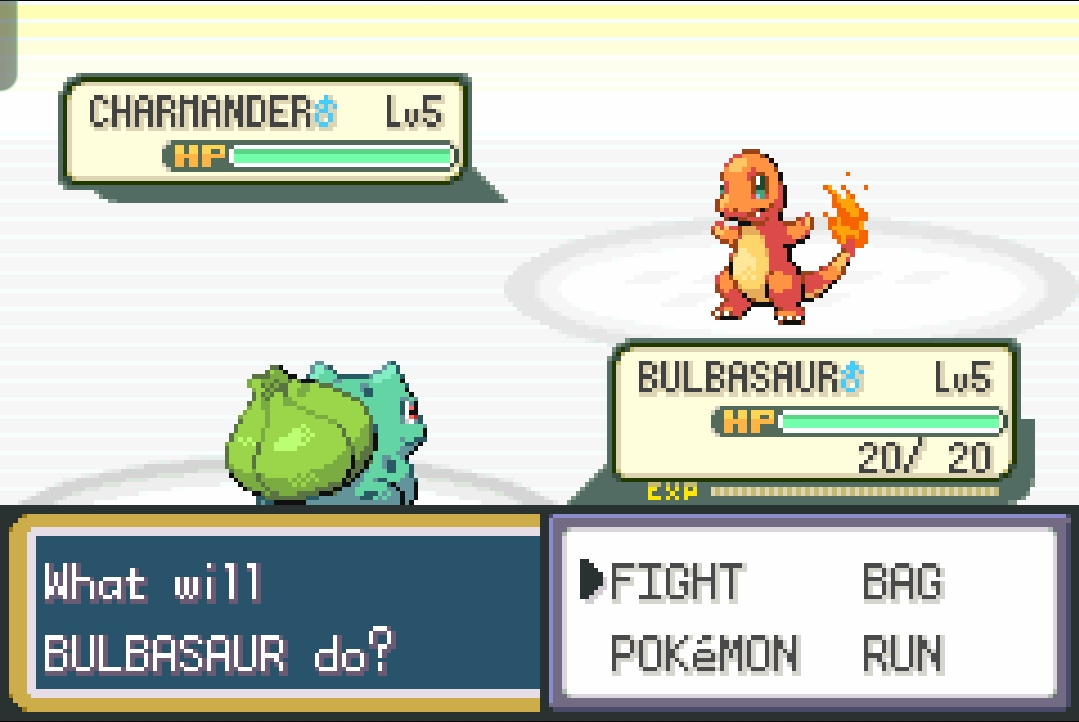 CHARMANDER♂ Lv5
HP
BULBASAUR♂ Lv5
HP
20/ 20
EXP
What will
BULBASAUR do?
FIGHT BAG
POKéMON RUN